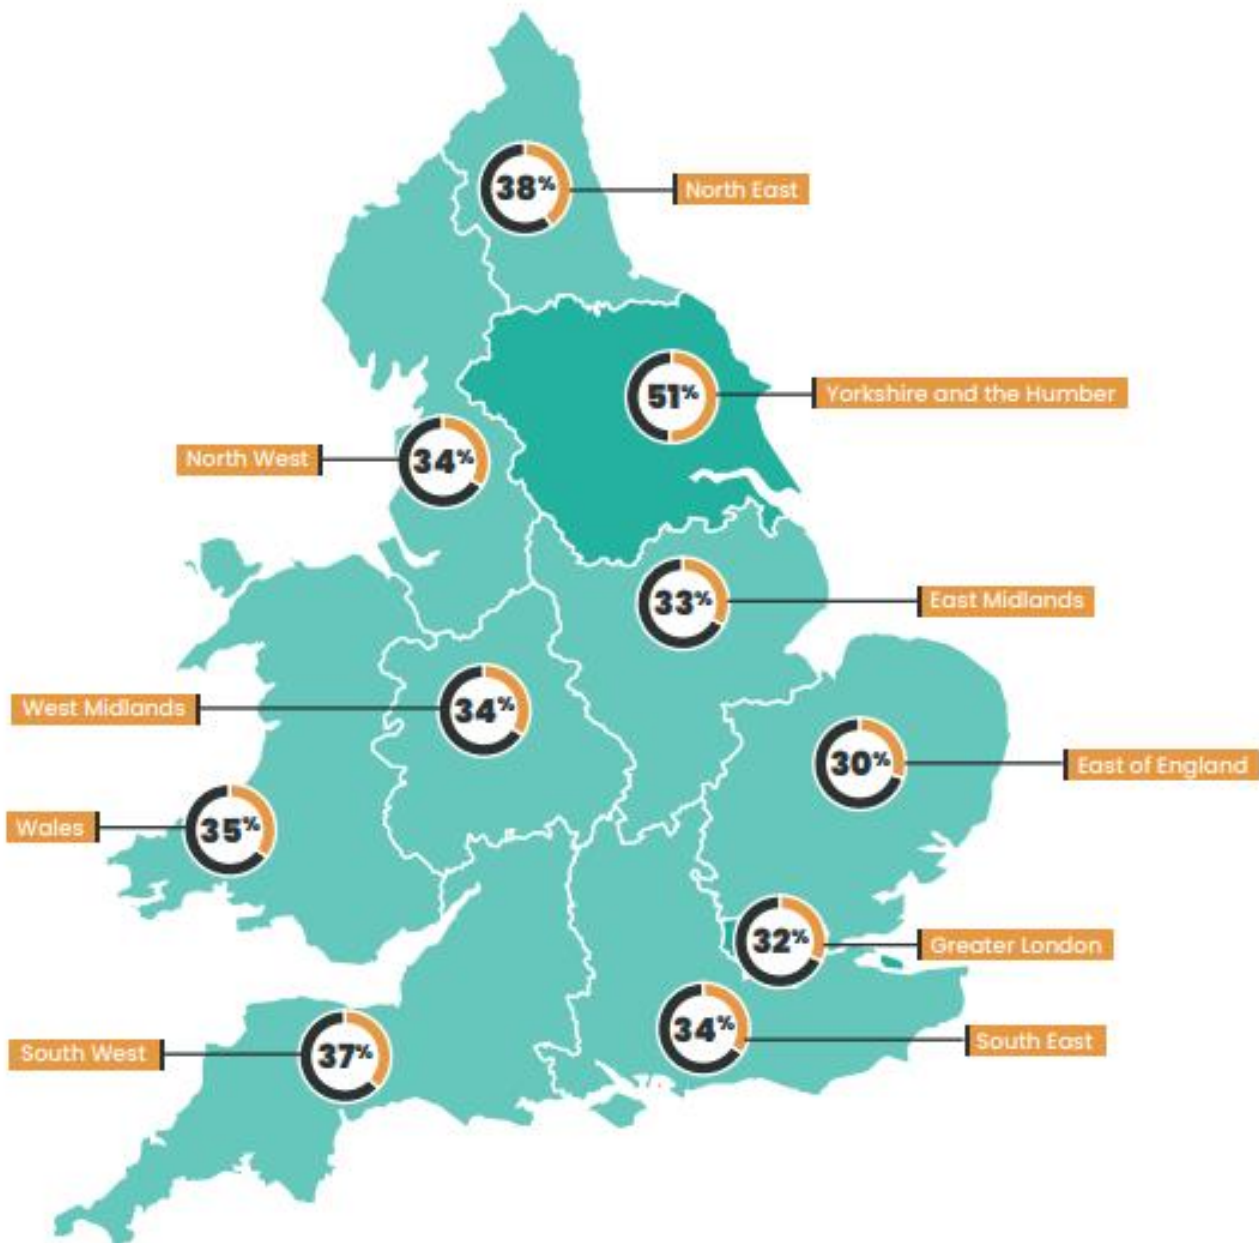 38%
North East
51%
Yorkshire and the Humber
North West
34%
33%
East Midlands
West Midlands
34%
30%
East of England
Wales
35%
32%
Greater London
South West
37%
34%
South East